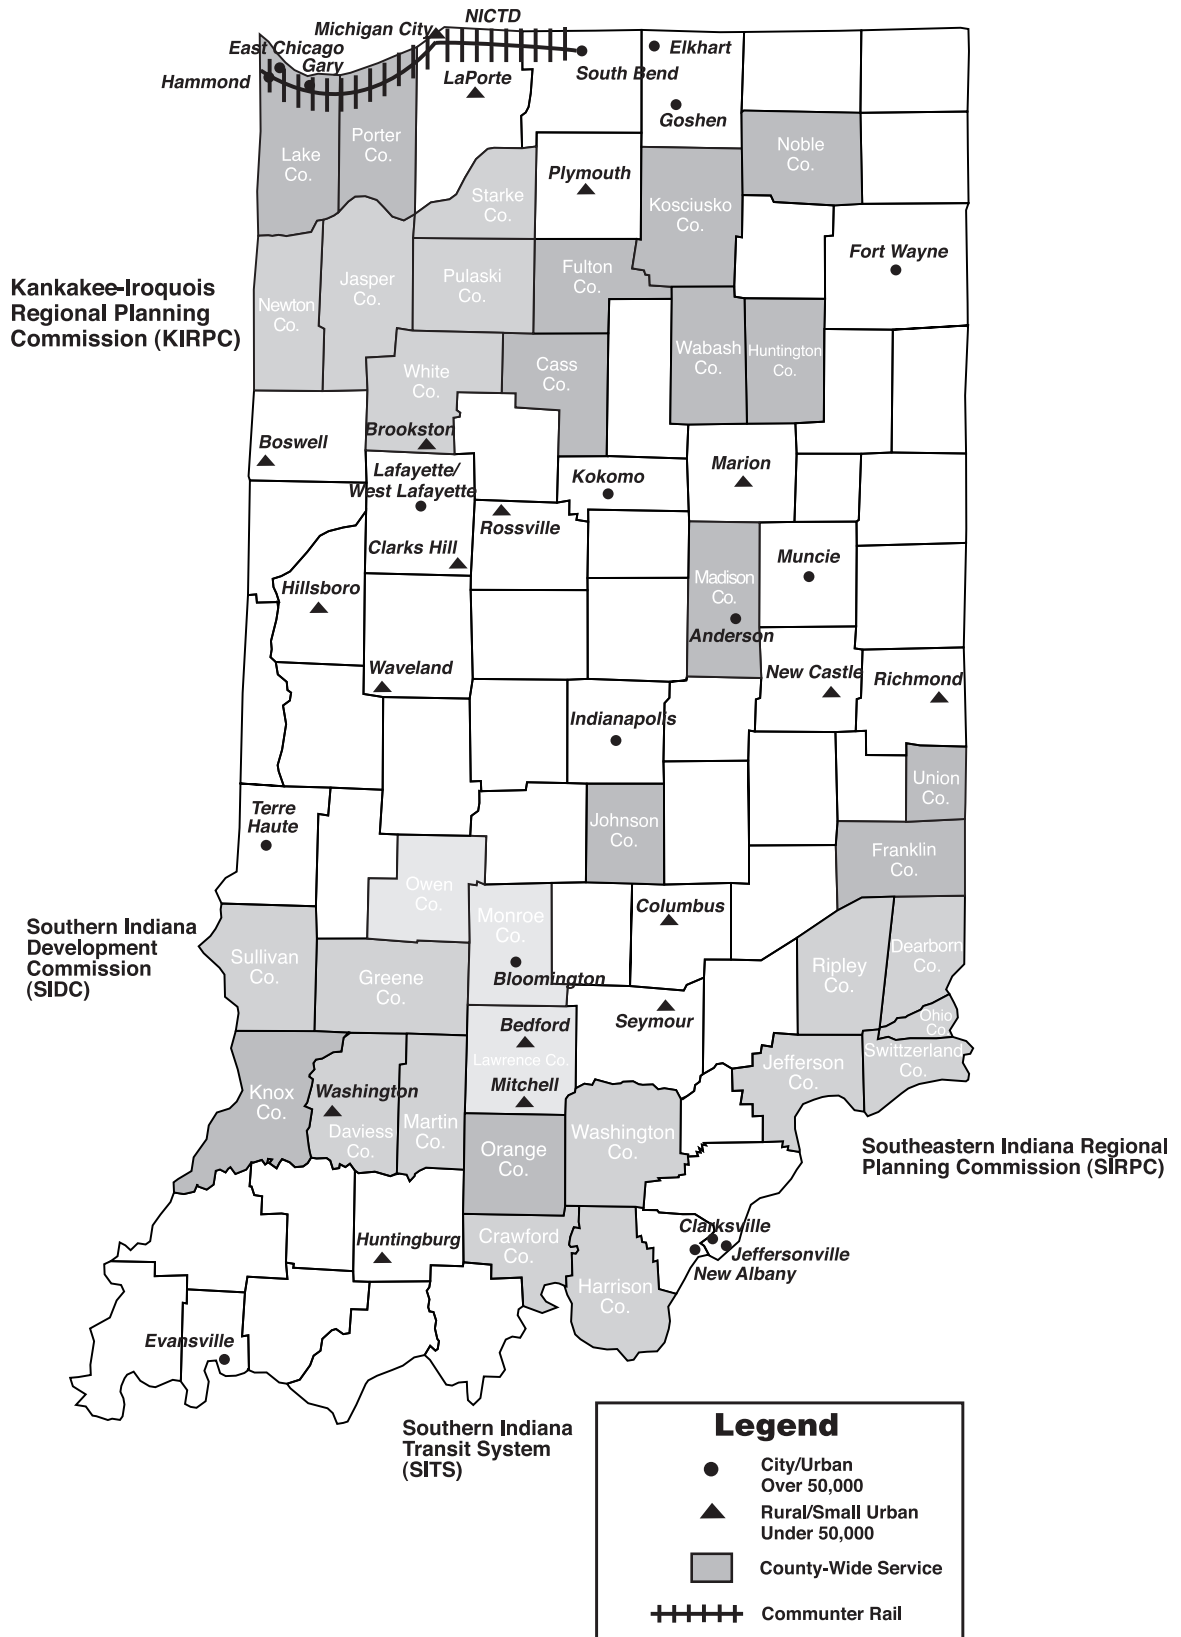 NICTD
Michigan City
East Chicago
Gary
Hammond
LaPorte
South Bend
Elkhart
Goshen
Lake
Co.
Porter
Co.
Starke
Co.
Plymouth
Kosciusko
Co.
Noble
Co.
Fort Wayne
Kankakee-Iroquois
Regional Planning
Commission (KIRPC)
Newton
Co.
Jasper
Co.
Pulaski
Co.
Fulton
Co.
White
Co.
Cass
Co.
Wabash
Co.
Huntington
Co.
Boswell
Brookston
Lafayette/
West Lafayette
Kokomo
Marion
Rossville
Clarks Hill
Hillsboro
Madison
Co.
Anderson
Muncie
Waveland
New Castle
Richmond
Indianapolis
Union
Co.
Terre
Haute
Johnson
Co.
Franklin
Co.
Owen
Co.
Monroe
Co.
Bloomington
Columbus
Southern Indiana
Development
Commission
(SIDC)
Sullivan
Co.
Greene
Co.
Ripley
Co.
Dearborn
Co.
Ohio
Co.
Seymour
Bedford
Lawrence Co.
Mitchell
Jefferson
Co.
Swittzerland
Co.
Knox
Co.
Washington
Daviess
Co.
Martin
Co.
Orange
Co.
Washington
Co.
Southeastern Indiana Regional
Planning Commission (SIRPC)
Huntingburg
Crawford
Co.
Harrison
Co.
Clarksville
Jeffersonville
New Albany
Evansville
Southern Indiana
Transit System
(SITS)
Legend
City/Urban
Over 50,000
Rural/Small Urban
Under 50,000
County-Wide Service
Communter Rail